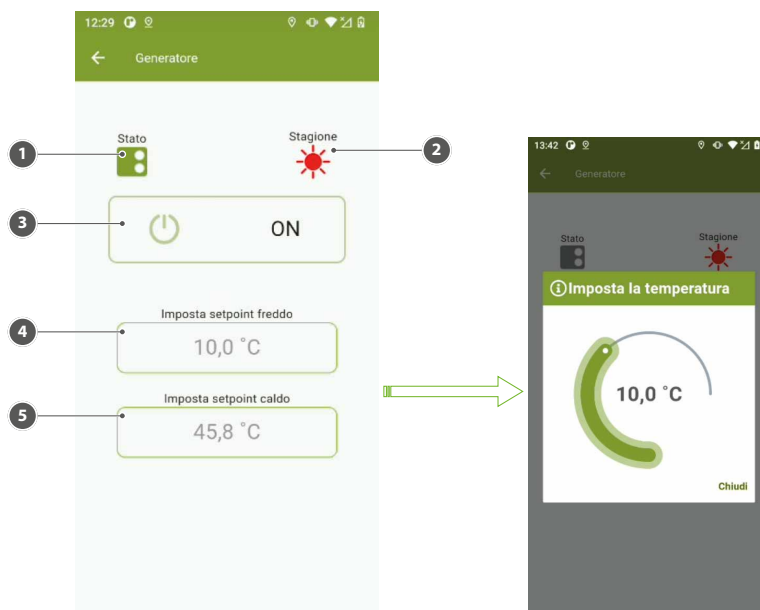 12:29
Generatore
Stato
Stagione
1
2
3
ON
Imposta setpoint freddo
4
10,0 °C
Imposta setpoint caldo
5
45,8 °C
13:42
Generatore
Stato
Stagione
Imposta la temperatura
10,0 °C
Chiudi